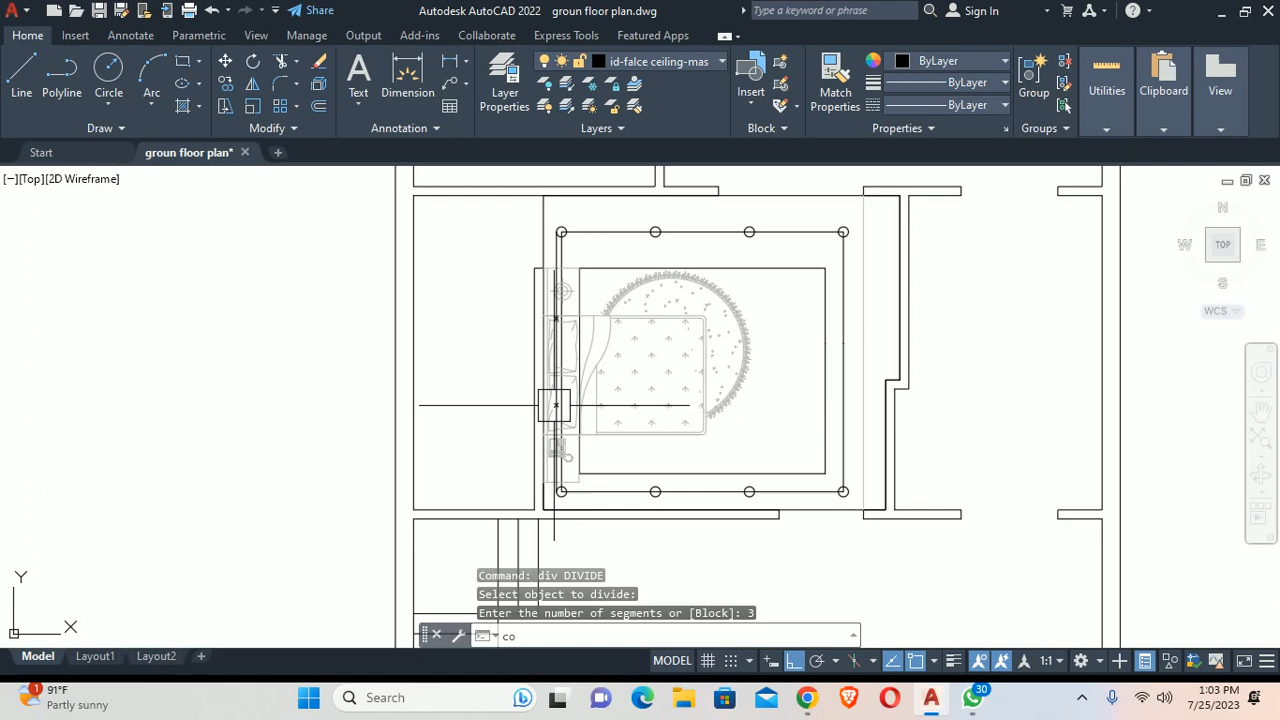 Share
Autodesk AutoCAD 2022 groun floor plan.dwg
Type a keyword or phrase
Sign In
Home Insert Annotate Parametric View Manage Output Add-ins Collaborate Express Tools Featured Apps
Line Polyline Circle Arc
Text Dimension
Layer Properties
id-falce ceiling-mas
Insert
Match Properties
ByLayer
ByLayer
ByLayer
Group
Utilities
Clipboard
View
Draw Modify Annotation Layers Block Properties Groups
Start groun floor plan*
[−][Top][2D Wireframe]
N
W TOP E
S
WCS
Y
X
Command: div DIVIDE
Select object to divide:
Enter the number of segments or [Block]: 3
co
Model Layout1 Layout2
MODEL
1:1
1
91°F
Partly sunny
Search
30
1:03 PM
7/25/2023